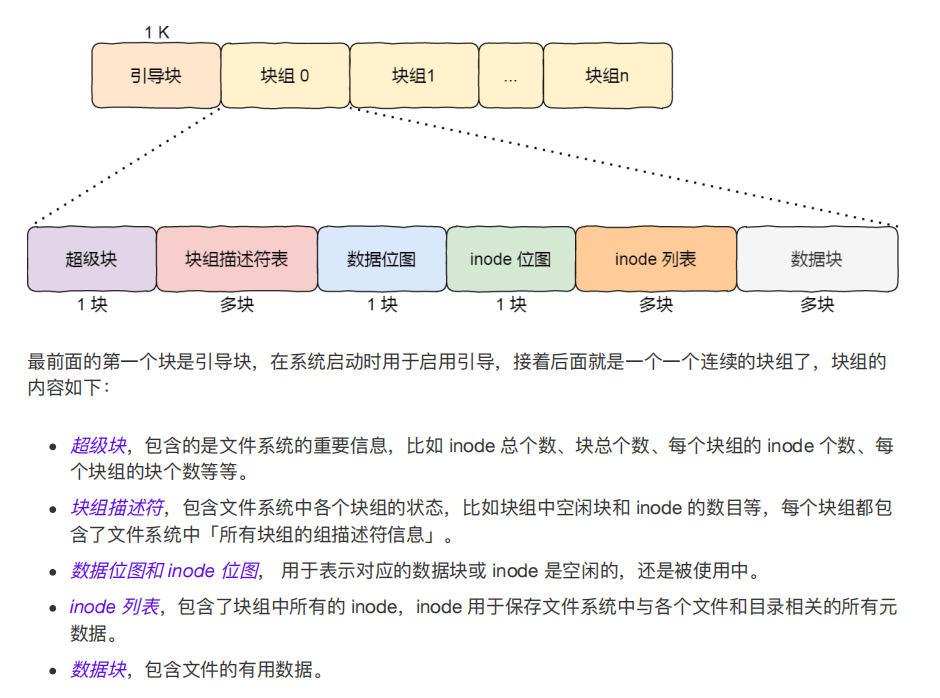 1 K
引导块 块组 0 块组1 ... 块组n
超级块 块组描述符表 数据位图 inode 位图 inode 列表 数据块
1 块 多块 1 块 1 块 多块 多块
最前面的第一个块是引导块，在系统启动时用于启用引导，接着后面就是一个一个连续的块组了，块组的
内容如下：
• 超级块，包含的是文件系统的重要信息，比如 inode 总个数、块总个数、每个块组的 inode 个数、每
个块组的块个数等等。
• 块组描述符，包含文件系统中各个块组的状态，比如块组中空闲块和 inode 的数目等，每个块组都包
含了文件系统中「所有块组的组描述符信息」。
• 数据位图和 inode 位图， 用于表示对应的数据块或 inode 是空闲的，还是被使用中。
• inode 列表，包含了块组中所有的 inode，inode 用于保存文件系统中与各个文件和目录相关的所有元
数据。
• 数据块，包含文件的有用数据。